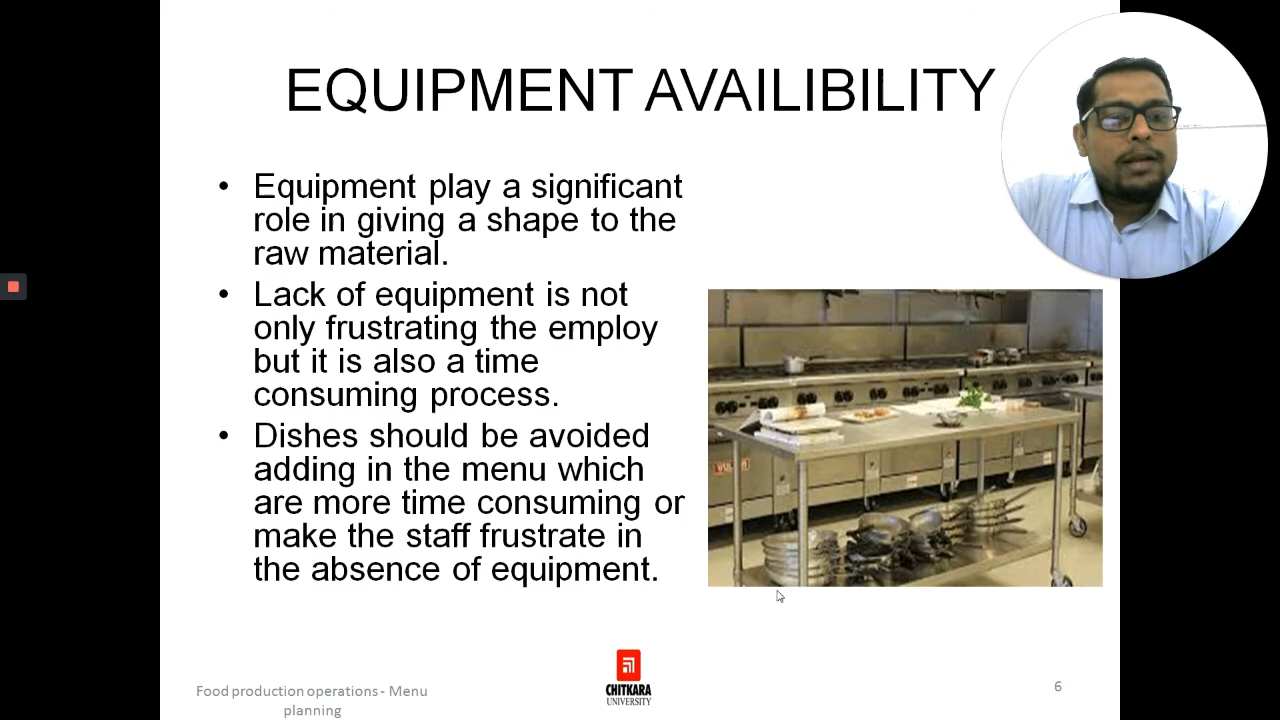 EQUIPMENT AVAILIBILITY
• Equipment play a significant
role in giving a shape to the
raw material.
• Lack of equipment is not
only frustrating the employ
but it is also a time
consuming process.
• Dishes should be avoided
adding in the menu which
are more time consuming or
make the staff frustrate in
the absence of equipment.
VULCAN
Food production operations - Menu
planning
CHITKARA
UNIVERSITY
6